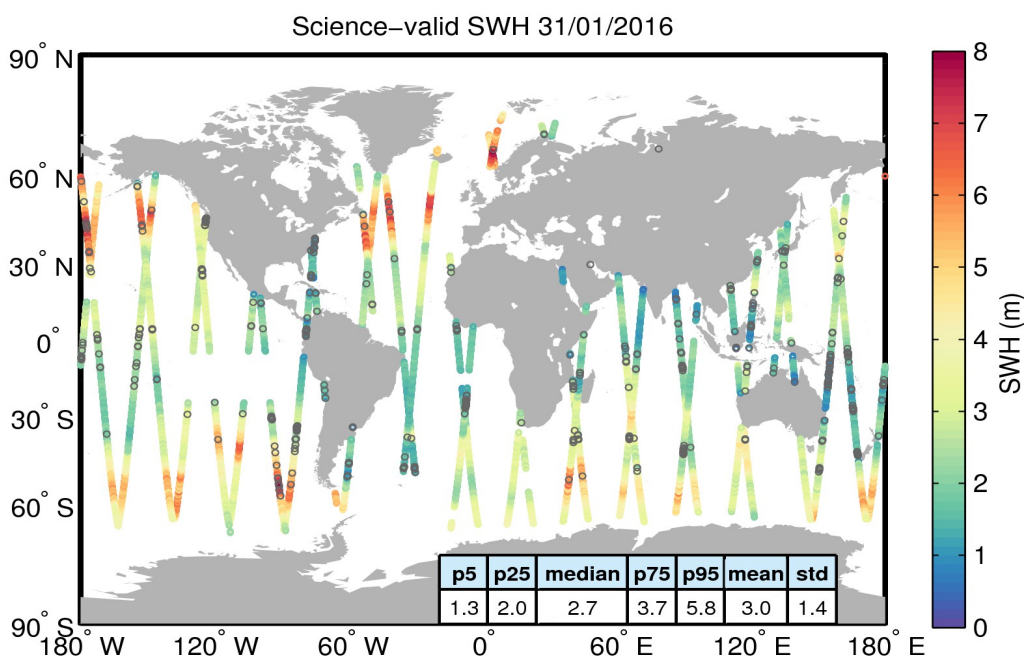 Science−valid SWH 31/01/2016
90° N
60° N
30° N
0°
30° S
60° S
90° S
180° W
120° W
60° W
0°
60° E
120° E
180° E
p5 p25 median p75 p95 mean std
1.3 2.0 2.7 3.7 5.8 3.0 1.4
8
7
6
5
4
3
2
1
0
SWH (m)